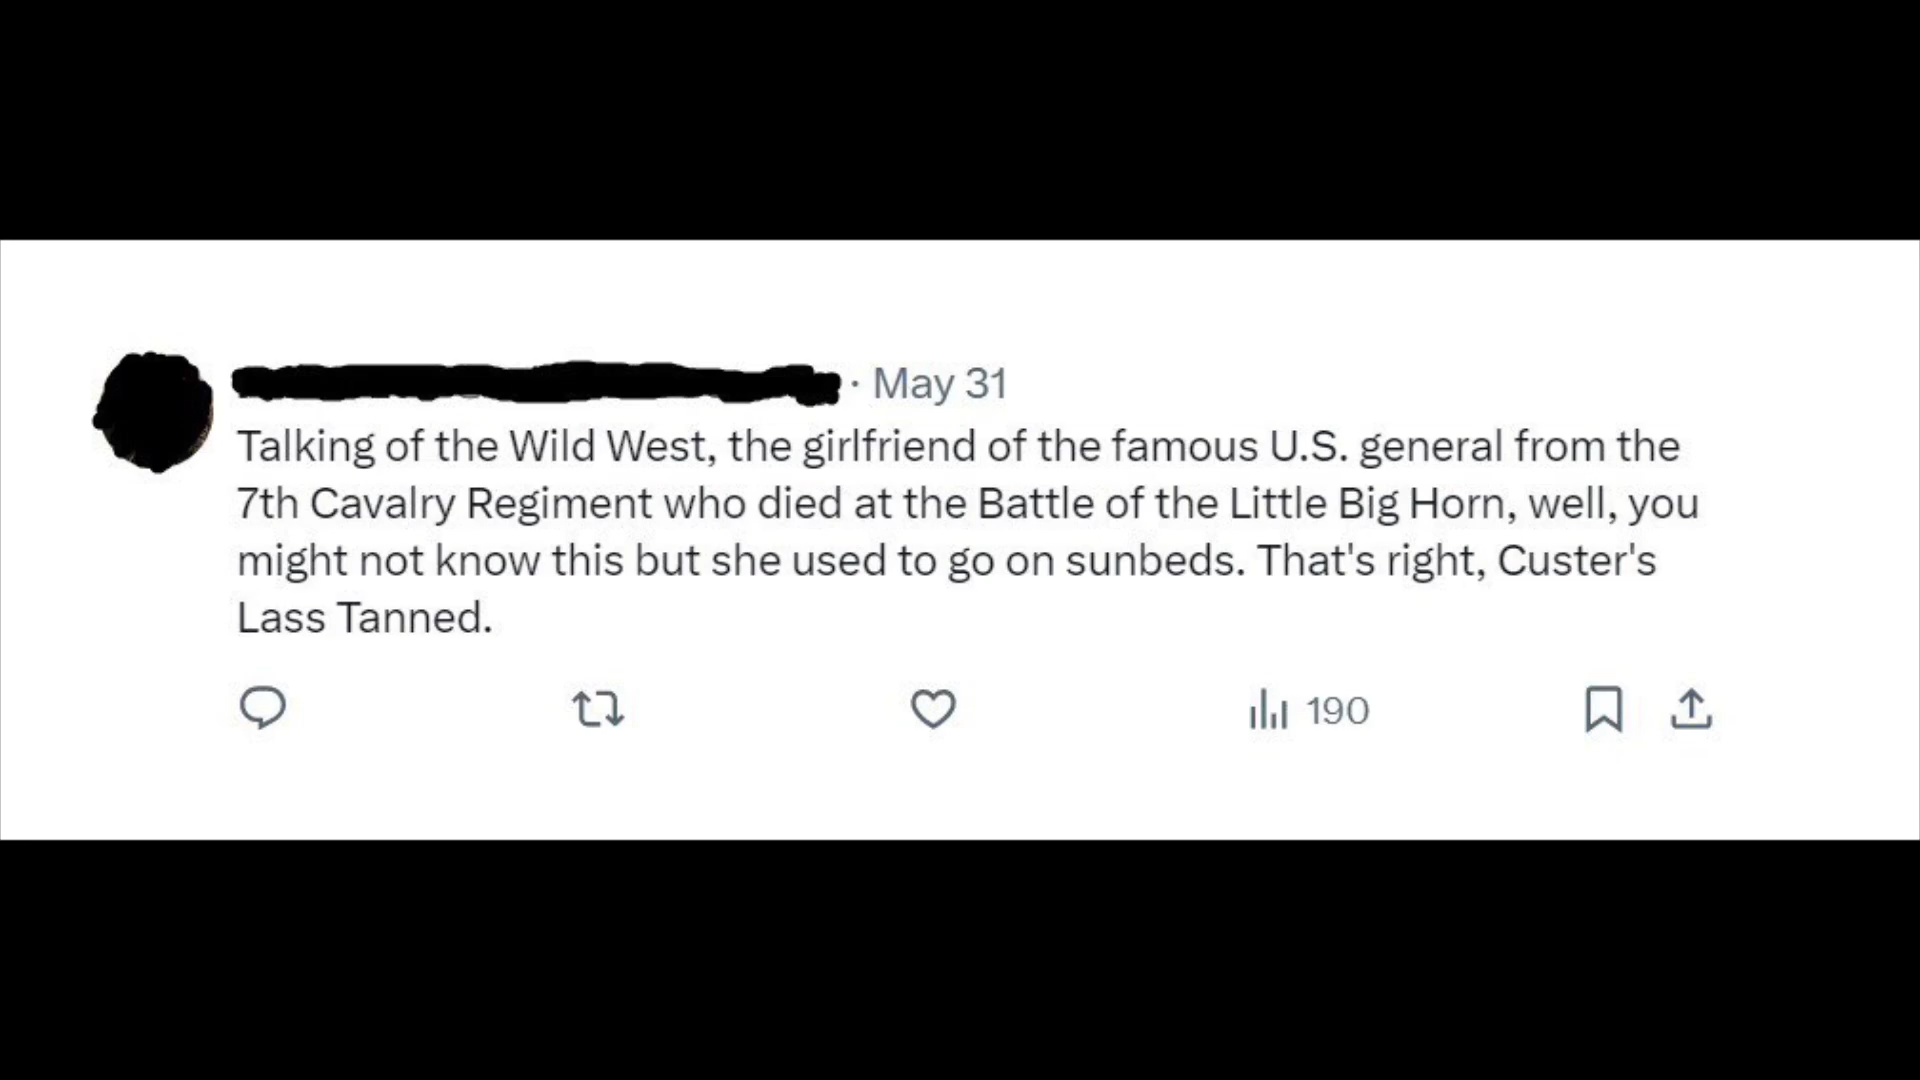 · May 31
Talking of the Wild West, the girlfriend of the famous U.S. general from the
7th Cavalry Regiment who died at the Battle of the Little Big Horn, well, you
might not know this but she used to go on sunbeds. That's right, Custer's
Lass Tanned.
190